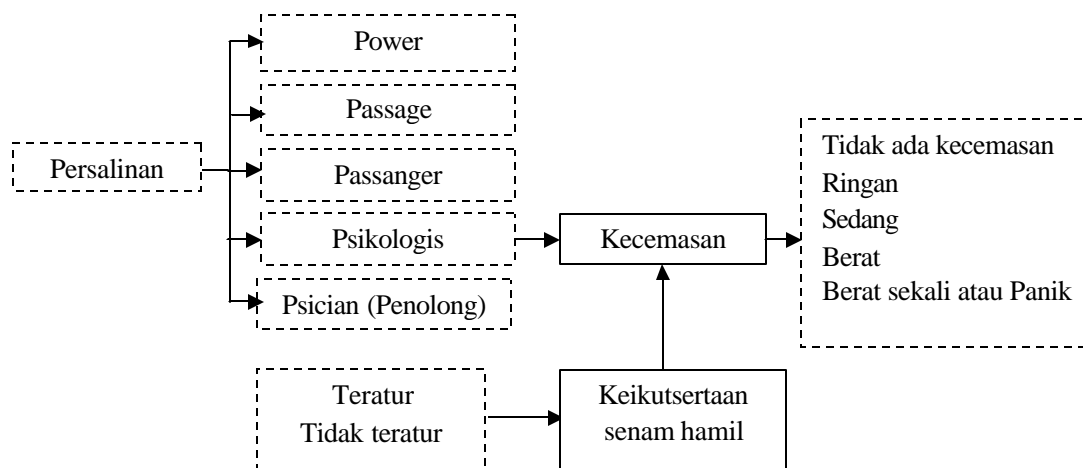 Power
Passage
Persalinan
Passanger
Psikologis
Psician (Penolong)
Kecemasan
Tidak ada kecemasan
Ringan
Sedang
Berat
Berat sekali atau Panik
Teratur
Tidak teratur
Keikutsertaan
senam hamil